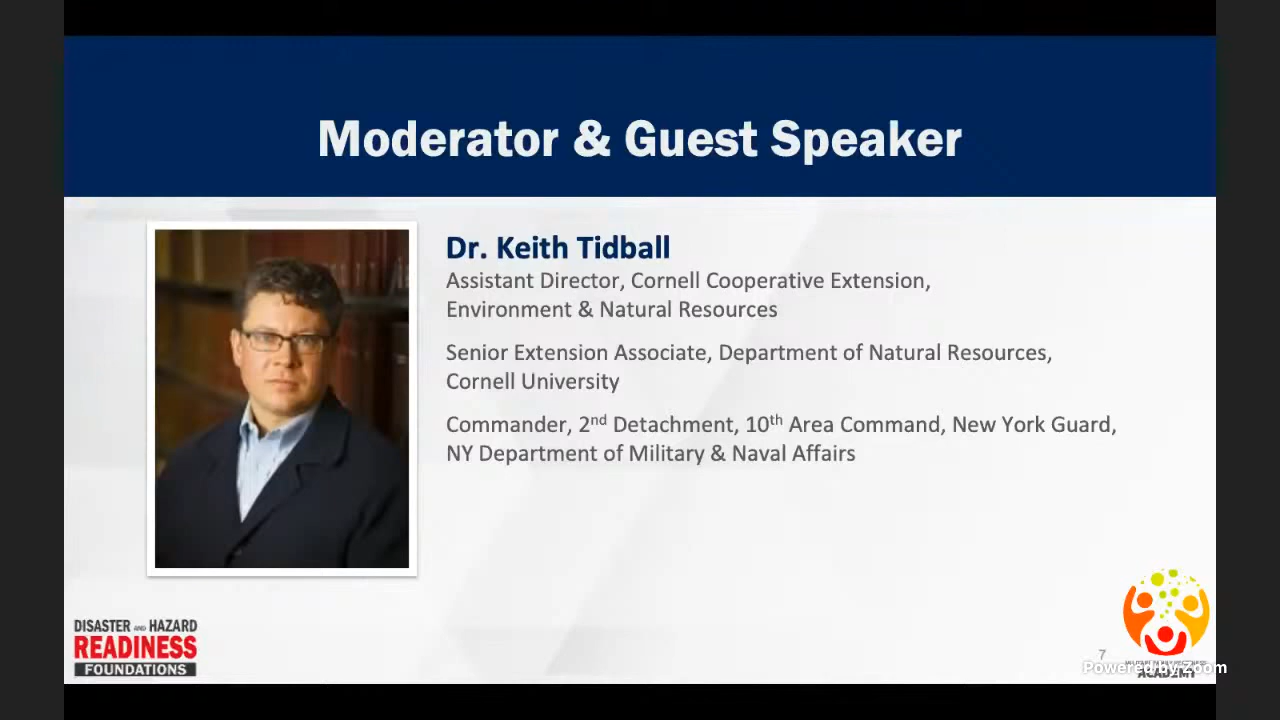 Moderator & Guest Speaker
Dr. Keith Tidball
Assistant Director, Cornell Cooperative Extension,
Environment & Natural Resources
Senior Extension Associate, Department of Natural Resources,
Cornell University
Commander, 2nd Detachment, 10th Area Command, New York Guard,
NY Department of Military & Naval Affairs
DISASTER AND HAZARD
READINESS
FOUNDATIONS
7
Powered by Zoom
ACADEMY